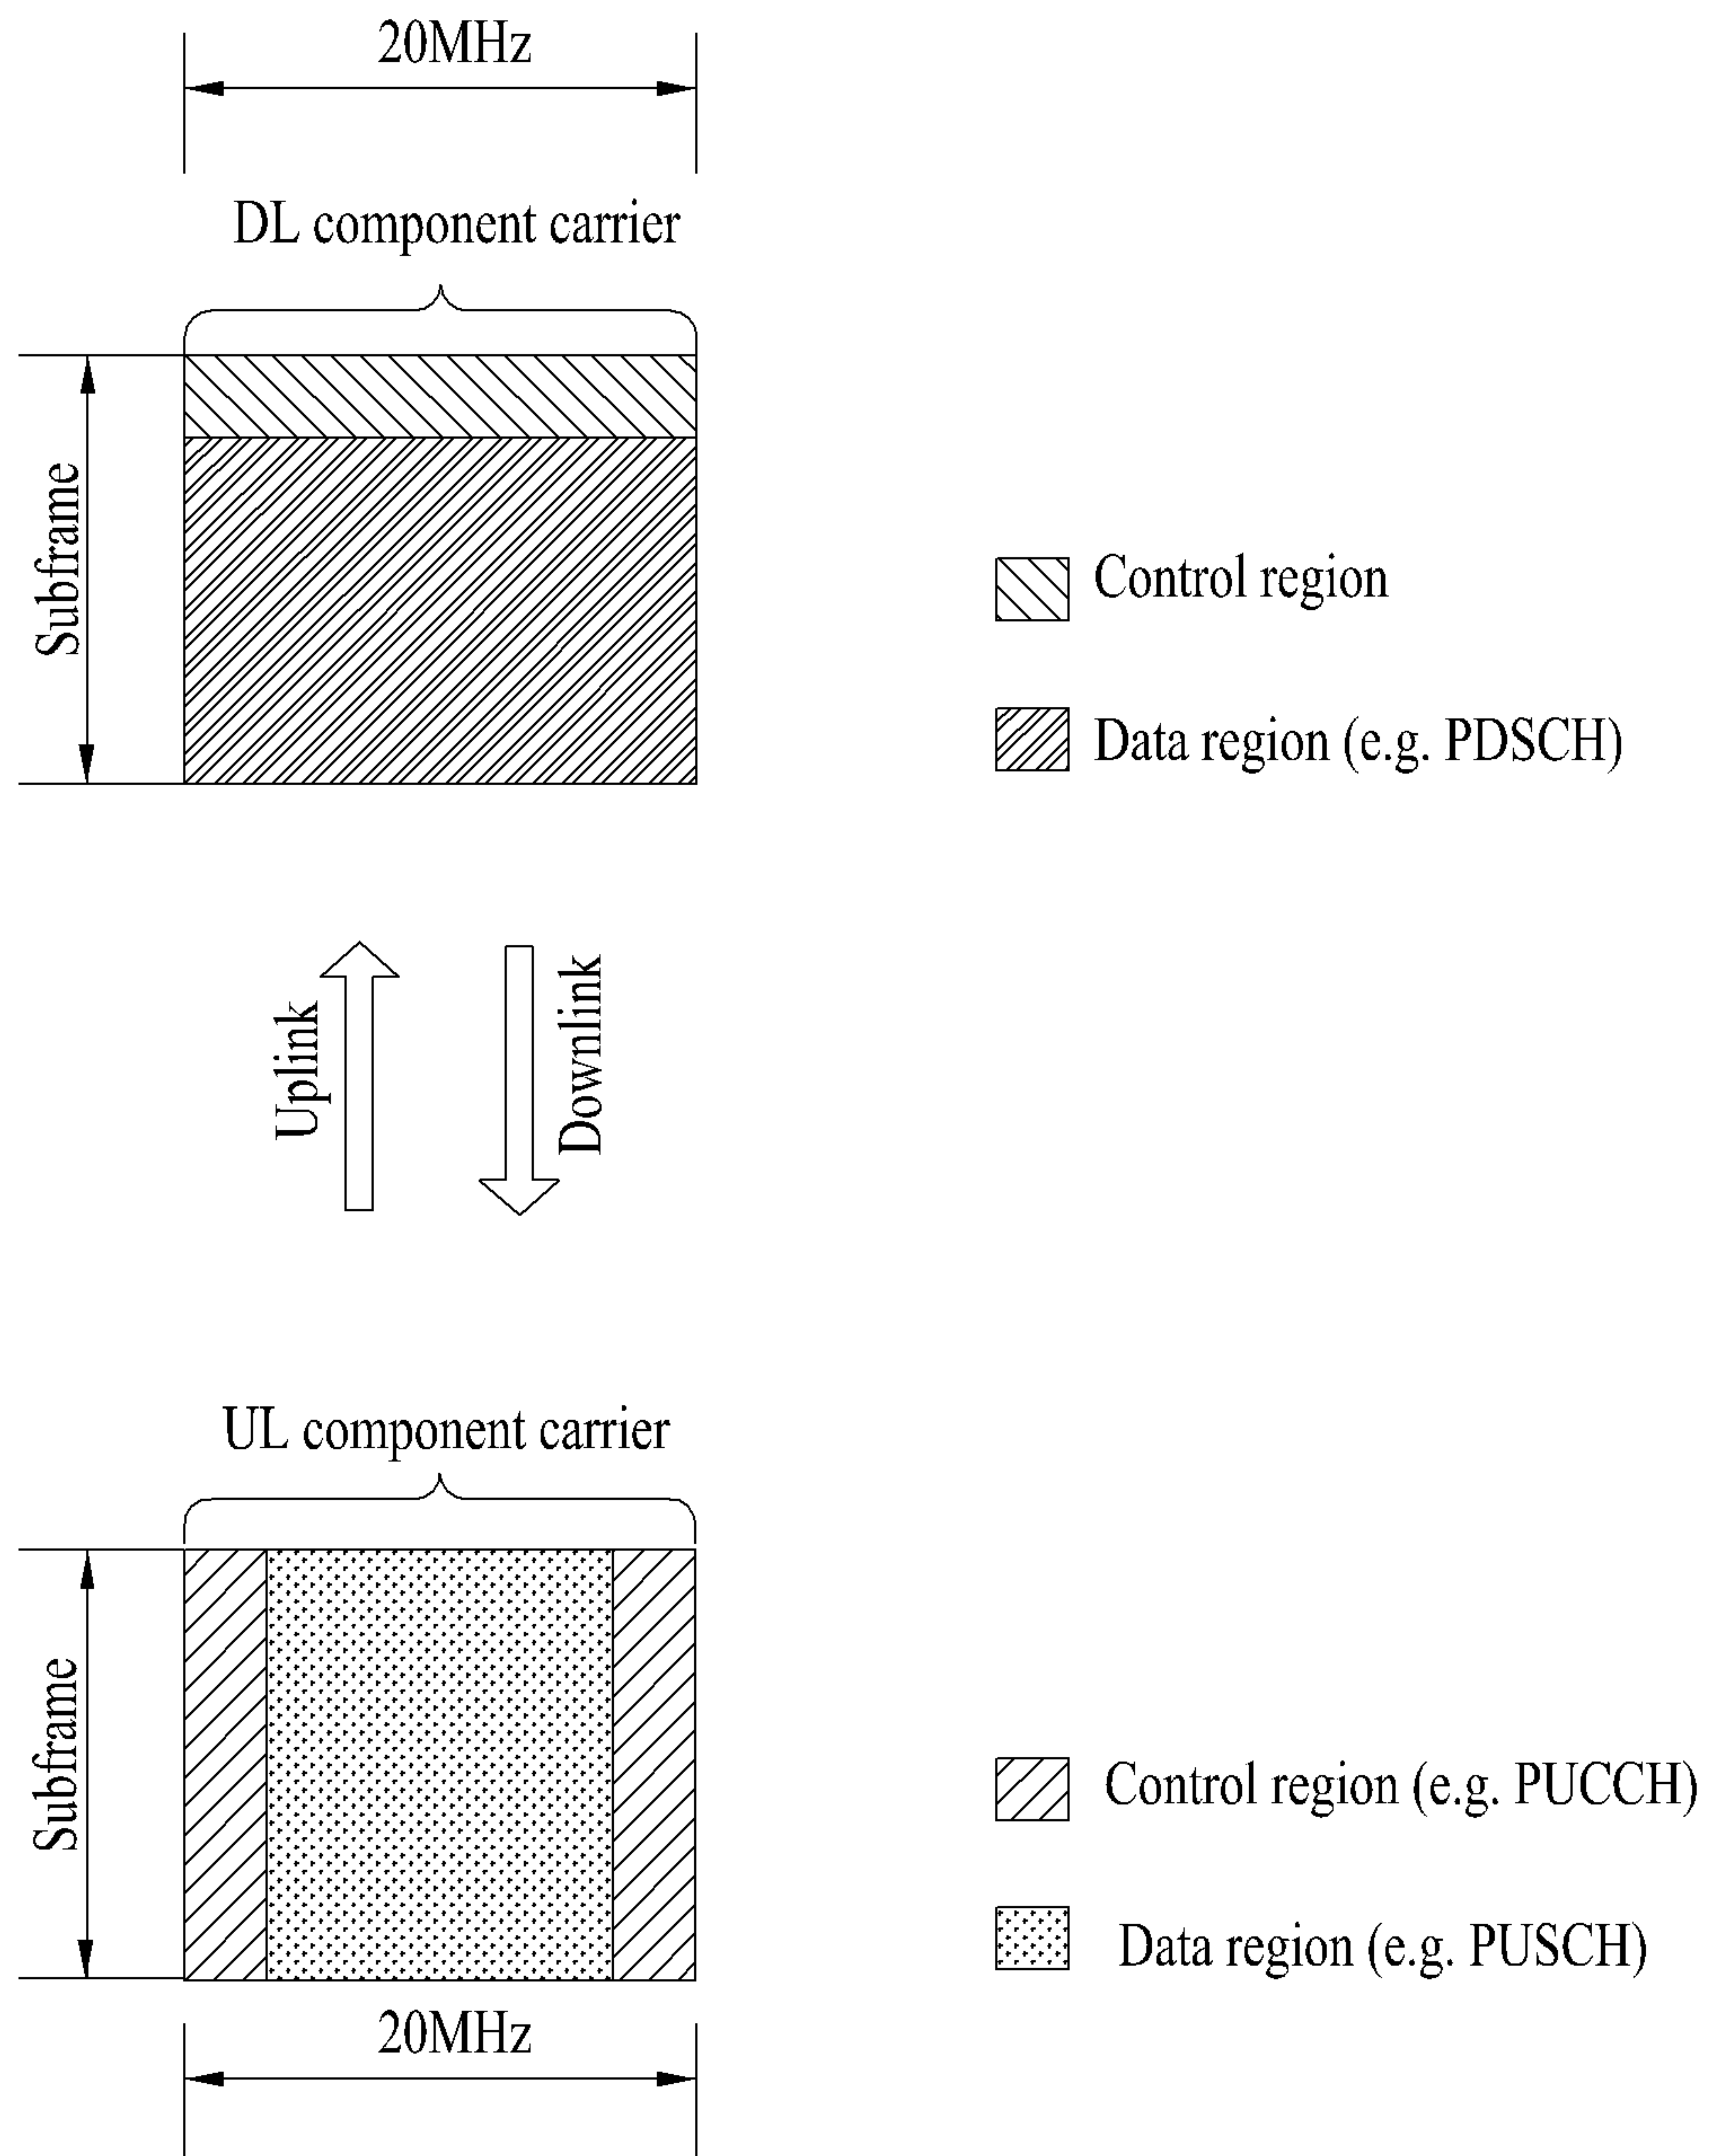 20MHz
DL component carrier
Subframe
Control region
Data region (e.g. PDSCH)
Uplink
Downlink
UL component carrier
Subframe
Control region (e.g. PUCCH)
Data region (e.g. PUSCH)
20MHz